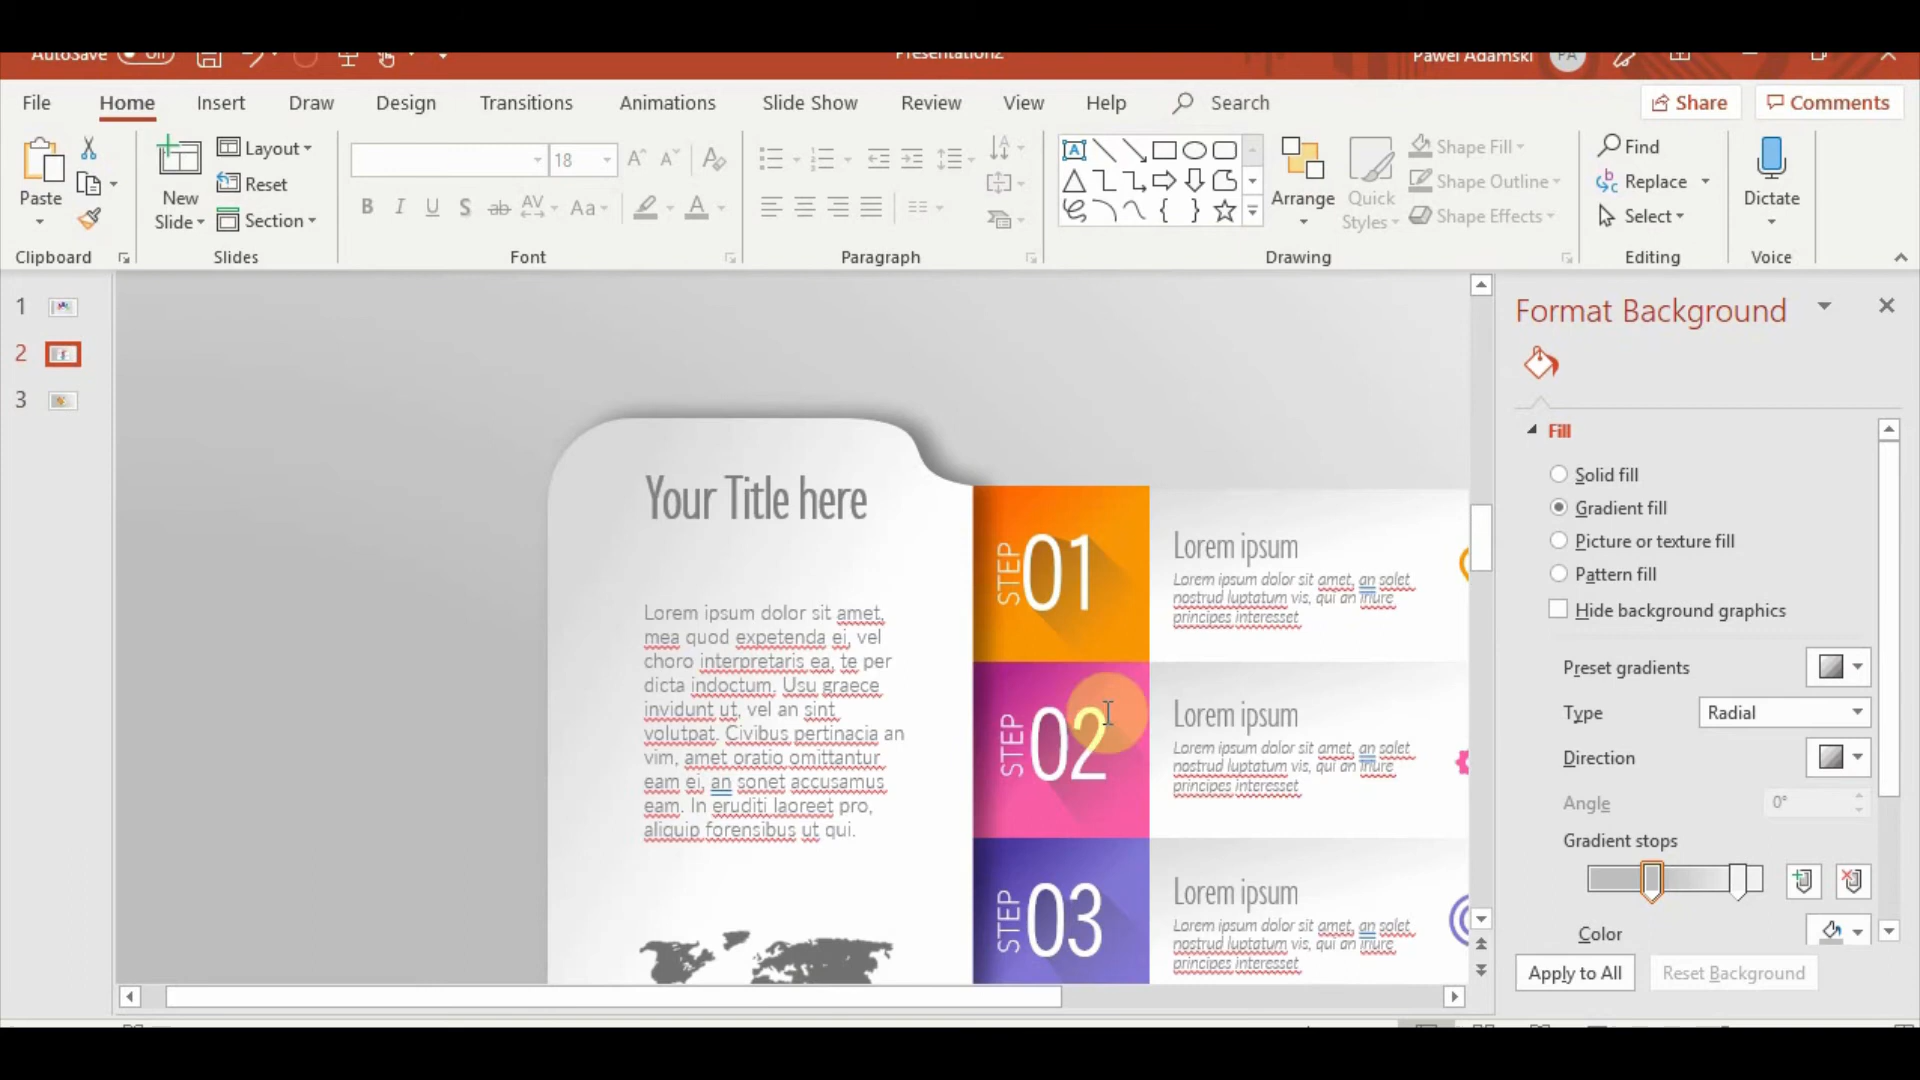 AutoSave Off Presentation2 Pawel Adamski PA
File Home Insert Draw Design Transitions Animations Slide Show Review View Help Search Share Comments
Paste
New Slide
Layout
Reset
Section
18
Shape Fill
Shape Outline
Shape Effects
Arrange
Quick Styles
Find
Replace
Select
Dictate
Clipboard Slides Font Paragraph Drawing Editing Voice
1
2
3
Your Title here
Lorem ipsum dolor sit amet,
mea quod expetenda ei, vel
choro interpretaris ea, te per
dicta indoctum. Usu graece
invidunt ut, vel an sint
volutpat. Civibus pertinacia an
vim, amet oratio omittantur
eam ei, an sonet accusamus
eam. In eruditi laoreet pro,
aliquip forensibus ut qui.
STEP 01
Lorem ipsum
Lorem ipsum dolor sit amet, an solet
nostrud luptatum vis, qui an iriure
principes interesset
STEP 02
Lorem ipsum
Lorem ipsum dolor sit amet, an solet
nostrud luptatum vis, qui an iriure
principes interesset
STEP 03
Lorem ipsum
Lorem ipsum dolor sit amet, an solet
nostrud luptatum vis, qui an iriure
principes interesset
Format Background
Fill
Solid fill
Gradient fill
Picture or texture fill
Pattern fill
Hide background graphics
Preset gradients
Type Radial
Direction
Angle 0°
Gradient stops
Color
Apply to All Reset Background